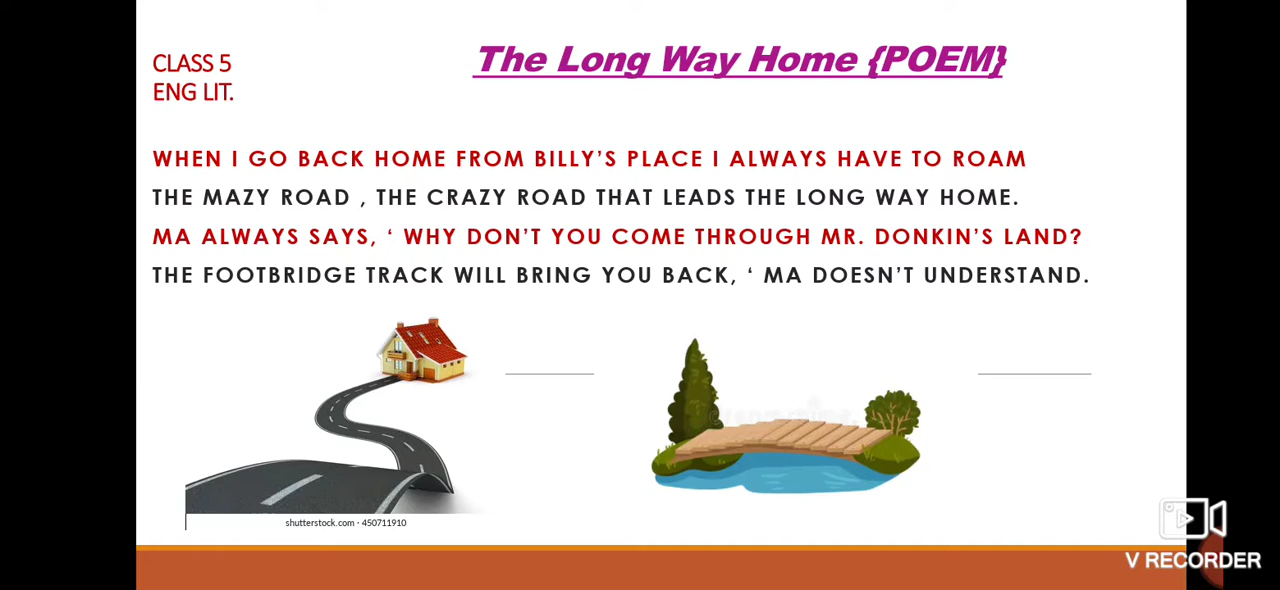 CLASS 5
ENG LIT.
The Long Way Home {POEM}
WHEN I GO BACK HOME FROM BILLY’S PLACE I ALWAYS HAVE TO ROAM
THE MAZY ROAD , THE CRAZY ROAD THAT LEADS THE LONG WAY HOME.
MA ALWAYS SAYS, ‘ WHY DON’T YOU COME THROUGH MR. DONKIN’S LAND?
THE FOOTBRIDGE TRACK WILL BRING YOU BACK, ‘ MA DOESN’T UNDERSTAND.
shutterstock.com · 450711910
V RECORDER